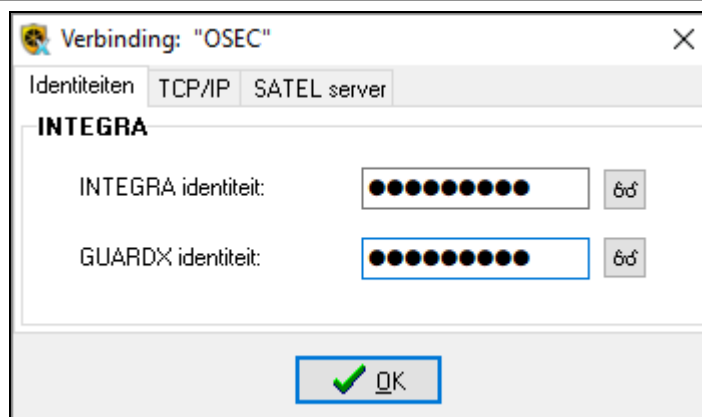 Verbinding: "OSEC"
Identiteiten TCP/IP SATEL server
INTEGRA
INTEGRA identiteit: ●●●●●●●●●
GUARDX identiteit: ●●●●●●●●●
OK